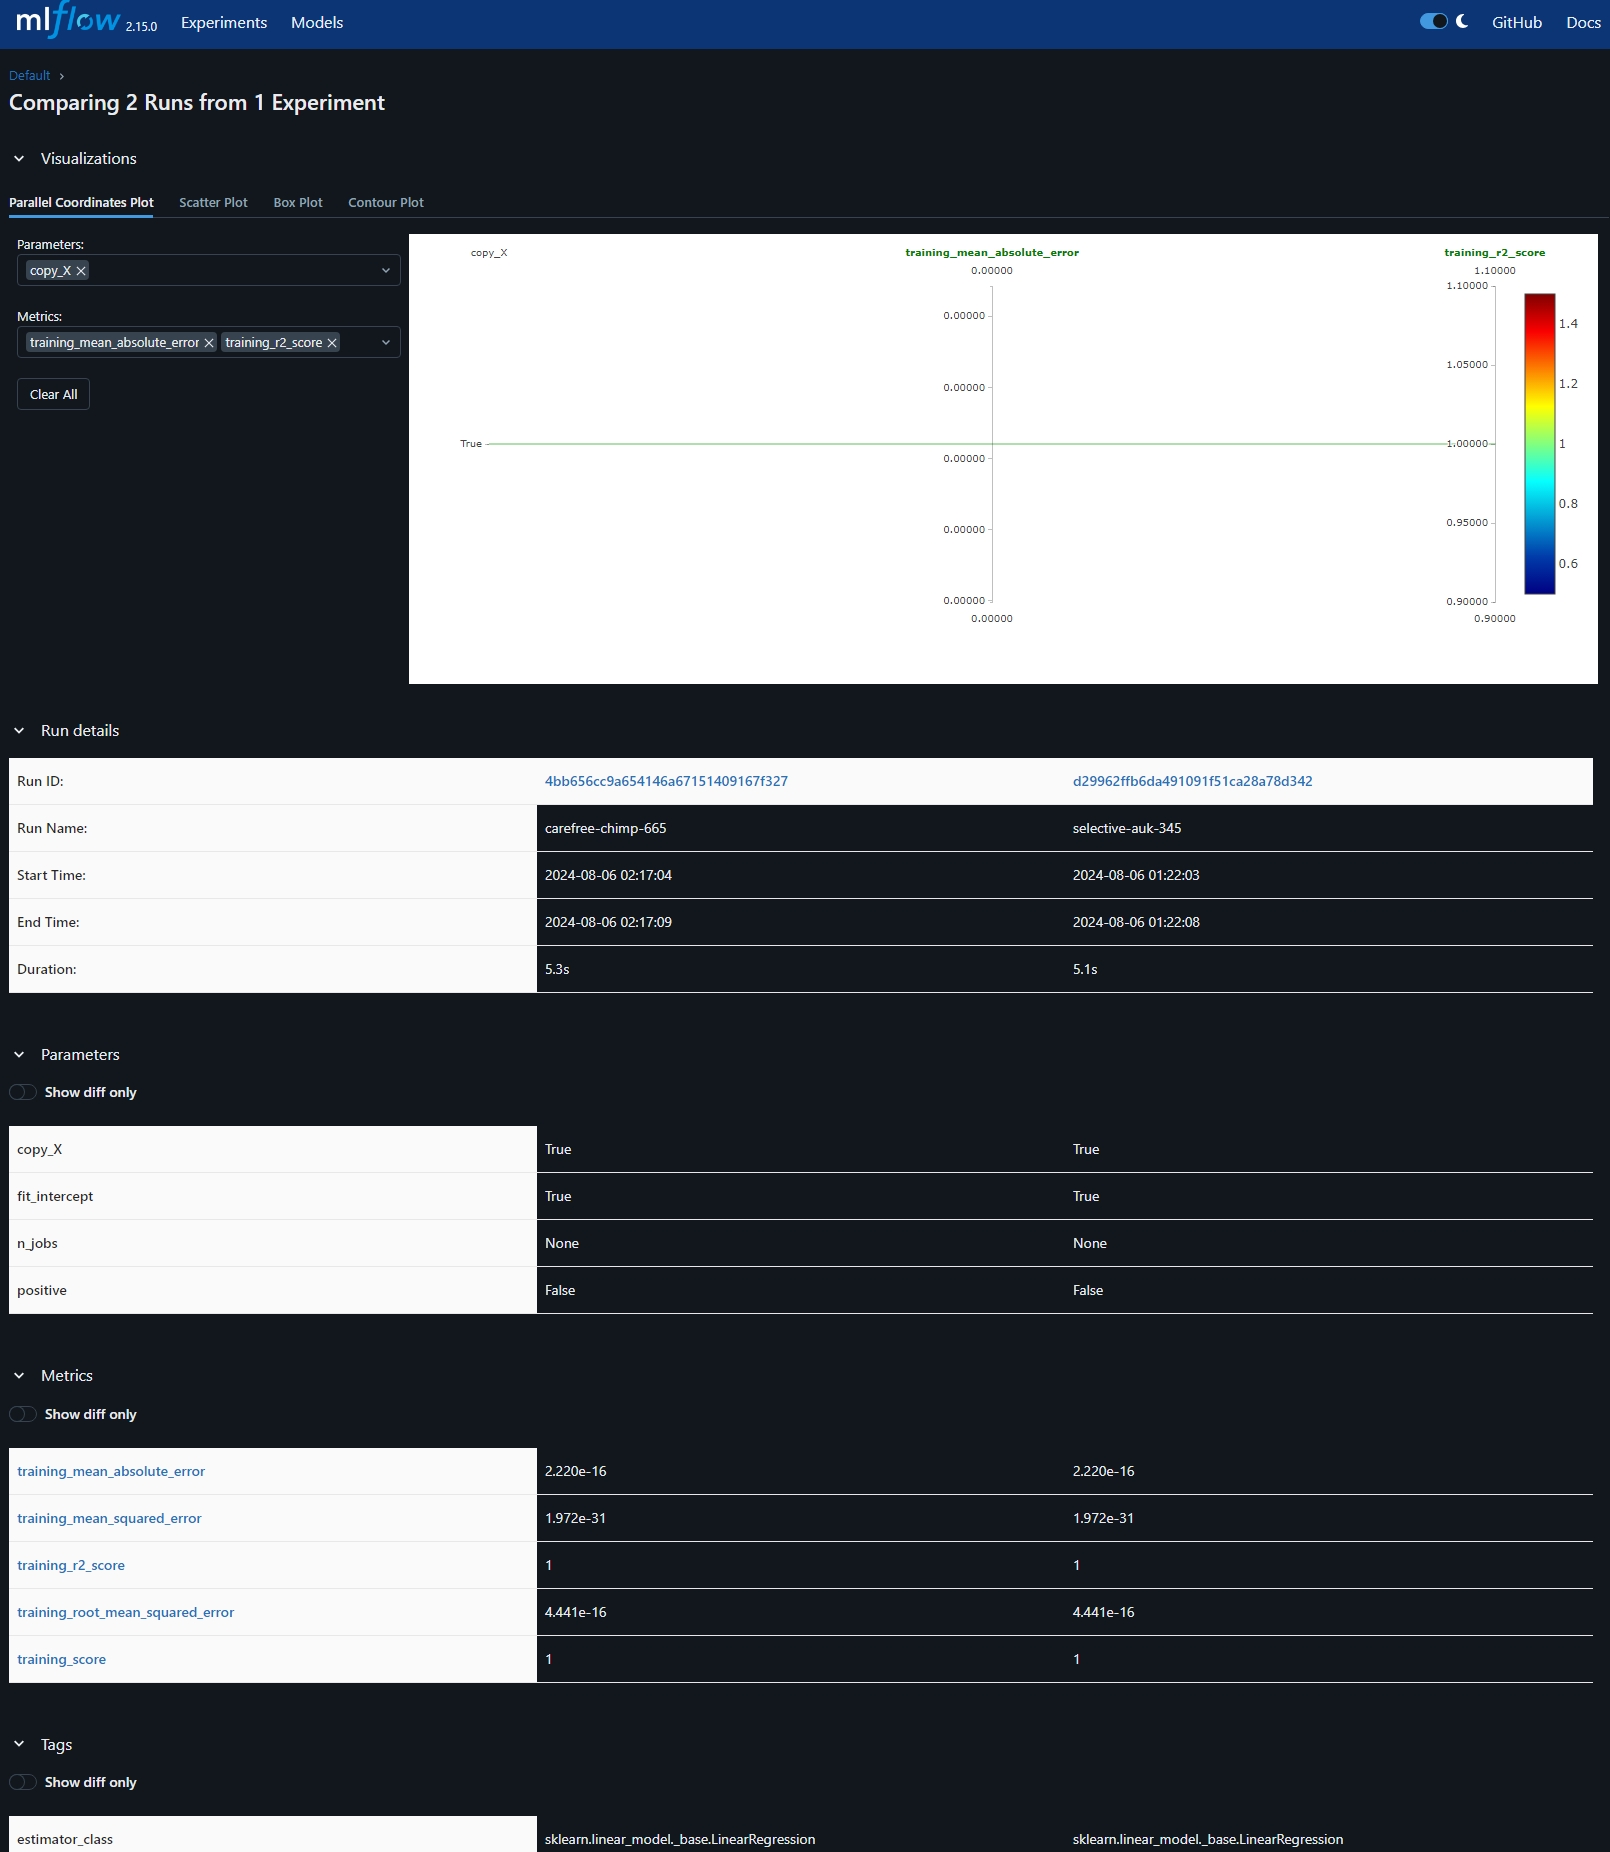 mlflow 2.15.0 Experiments Models GitHub Docs
Default ›
Comparing 2 Runs from 1 Experiment
Visualizations
Parallel Coordinates Plot Scatter Plot Box Plot Contour Plot
Parameters:
copy_X ×
Metrics:
training_mean_absolute_error × training_r2_score ×
Clear All
copy_X training_mean_absolute_error training_r2_score
0.00000 1.10000
1.10000
0.00000
1.4
1.05000
0.00000 1.2
True 1.00000 1
0.00000
0.8
0.00000 0.95000
0.6
0.00000 0.90000
0.00000 0.90000
Run details
Run ID: 4bb656cc9a654146a67151409167f327 d29962ffb6da491091f51ca28a78d342
Run Name: carefree-chimp-665 selective-auk-345
Start Time: 2024-08-06 02:17:04 2024-08-06 01:22:03
End Time: 2024-08-06 02:17:09 2024-08-06 01:22:08
Duration: 5.3s 5.1s
Parameters
Show diff only
copy_X True True
fit_intercept True True
n_jobs None None
positive False False
Metrics
Show diff only
training_mean_absolute_error 2.220e-16 2.220e-16
training_mean_squared_error 1.972e-31 1.972e-31
training_r2_score 1 1
training_root_mean_squared_error 4.441e-16 4.441e-16
training_score 1 1
Tags
Show diff only
estimator_class sklearn.linear_model._base.LinearRegression sklearn.linear_model._base.LinearRegression